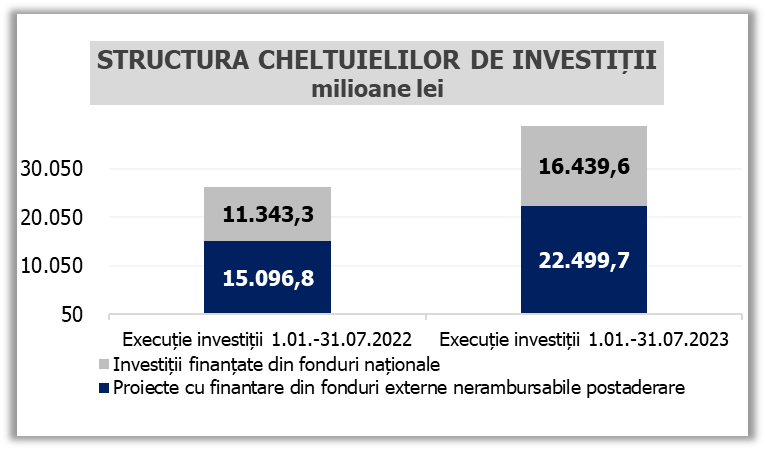 STRUCTURA CHELTUIELILOR DE INVESTIȚII
milioane lei
30.050
20.050
10.050
50
11.343,3
15.096,8
16.439,6
22.499,7
Execuție investiții 1.01.-31.07.2022
Execuție investiții 1.01.-31.07.2023
Investiții finanțate din fonduri naționale
Proiecte cu finantare din fonduri externe nerambursabile postaderare